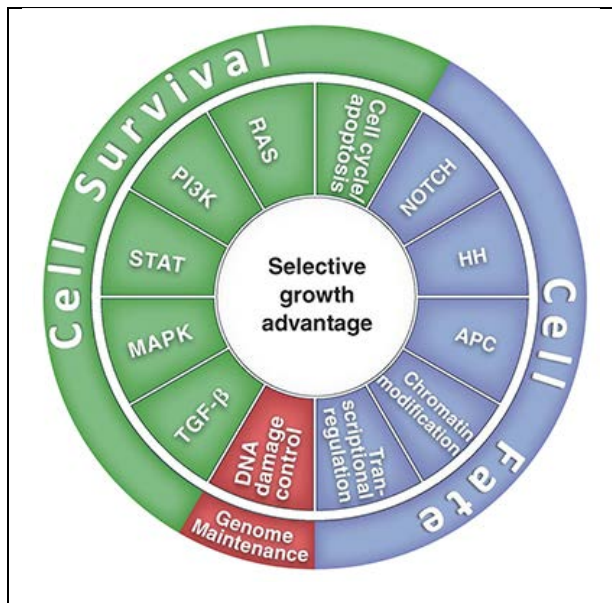 Cell Survival
Cell Fate
Genome
Maintenance
Cell cycle/
apoptosis
NOTCH
HH
APC
Chromatin
modification
Tran-
scriptional
regulation
DNA
damage
control
TGF-β
MAPK
STAT
PI3K
RAS
Selective
growth
advantage